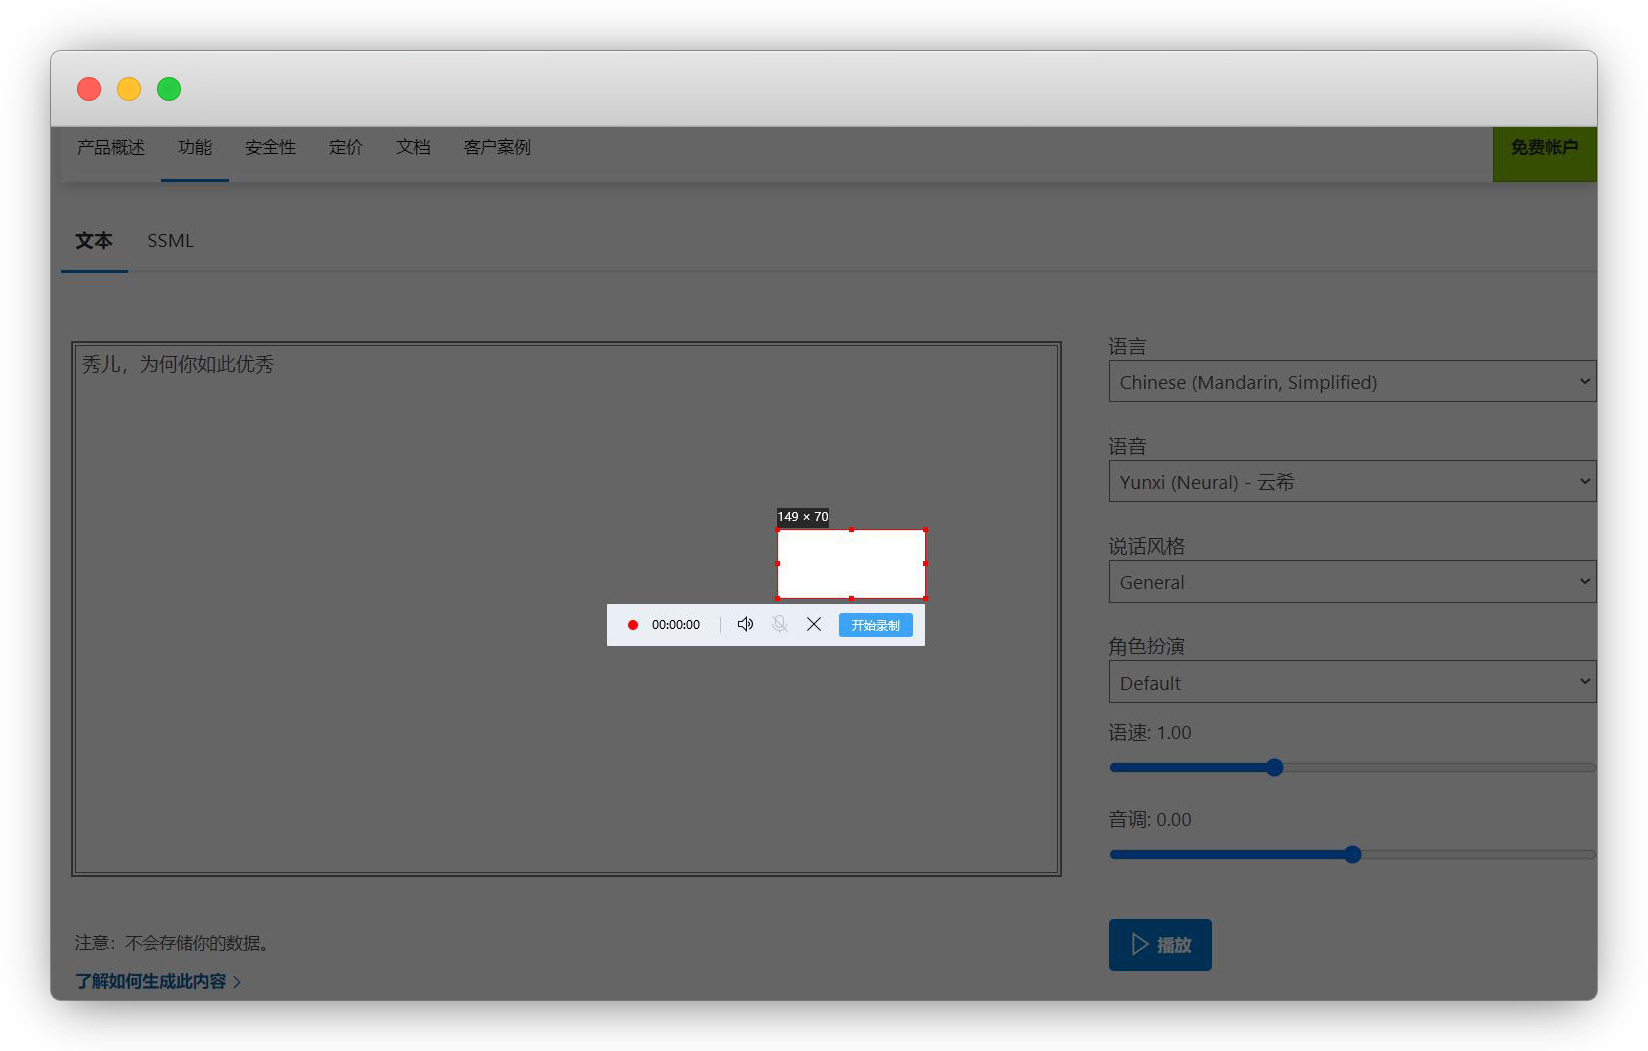 产品概述 功能 安全性 定价 文档 客户案例 免费帐户
文本 SSML
秀儿，为何你如此优秀
语言
Chinese (Mandarin, Simplified)
语音
Yunxi (Neural) - 云希
149 × 70
说话风格
General
00:00:00 开始录制
角色扮演
Default
语速: 1.00
音调: 0.00
注意：不会存储你的数据。
播放
了解如何生成此内容 >